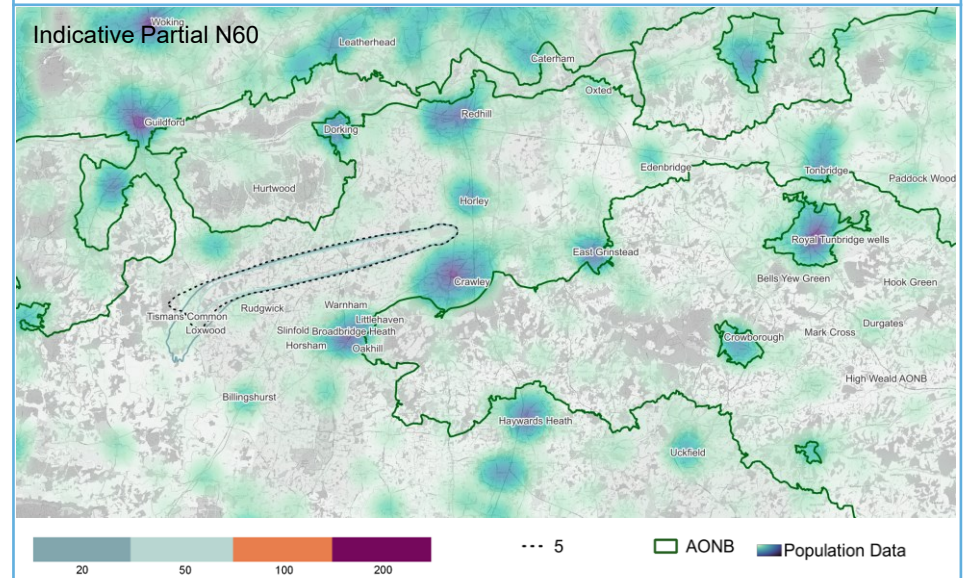 Indicative Partial N60
Woking
Leatherhead
Caterham
Oxted
Guildford
Redhill
Dorking
Edenbridge
Tonbridge
Paddock Wood
Hurtwood
Horley
Royal Tunbridge wells
East Grinstead
Crawley
Bells Yew Green
Hook Green
Tismans Common
Rudgwick
Warnham
Loxwood
Littlehaven
Slinfold
Broadbridge Heath
Horsham
Oakhill
Durgates
Mark Cross
Crowborough
High Weald AONB
Billingshurst
Haywards Heath
Uckfield
20 50 100 200
5
AONB
Population Data